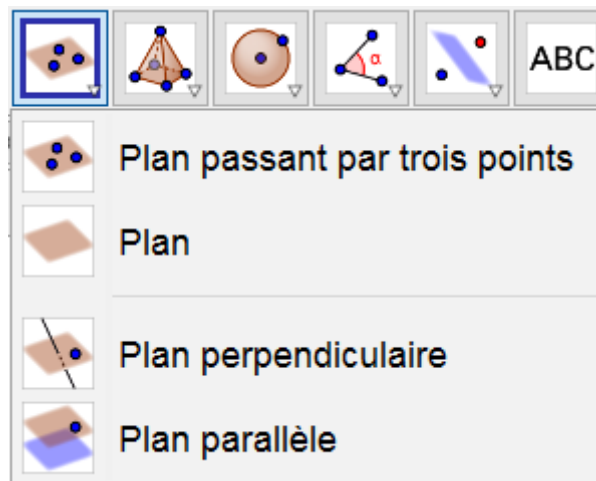 α
ABC
Plan passant par trois points
Plan
Plan perpendiculaire
Plan parallèle